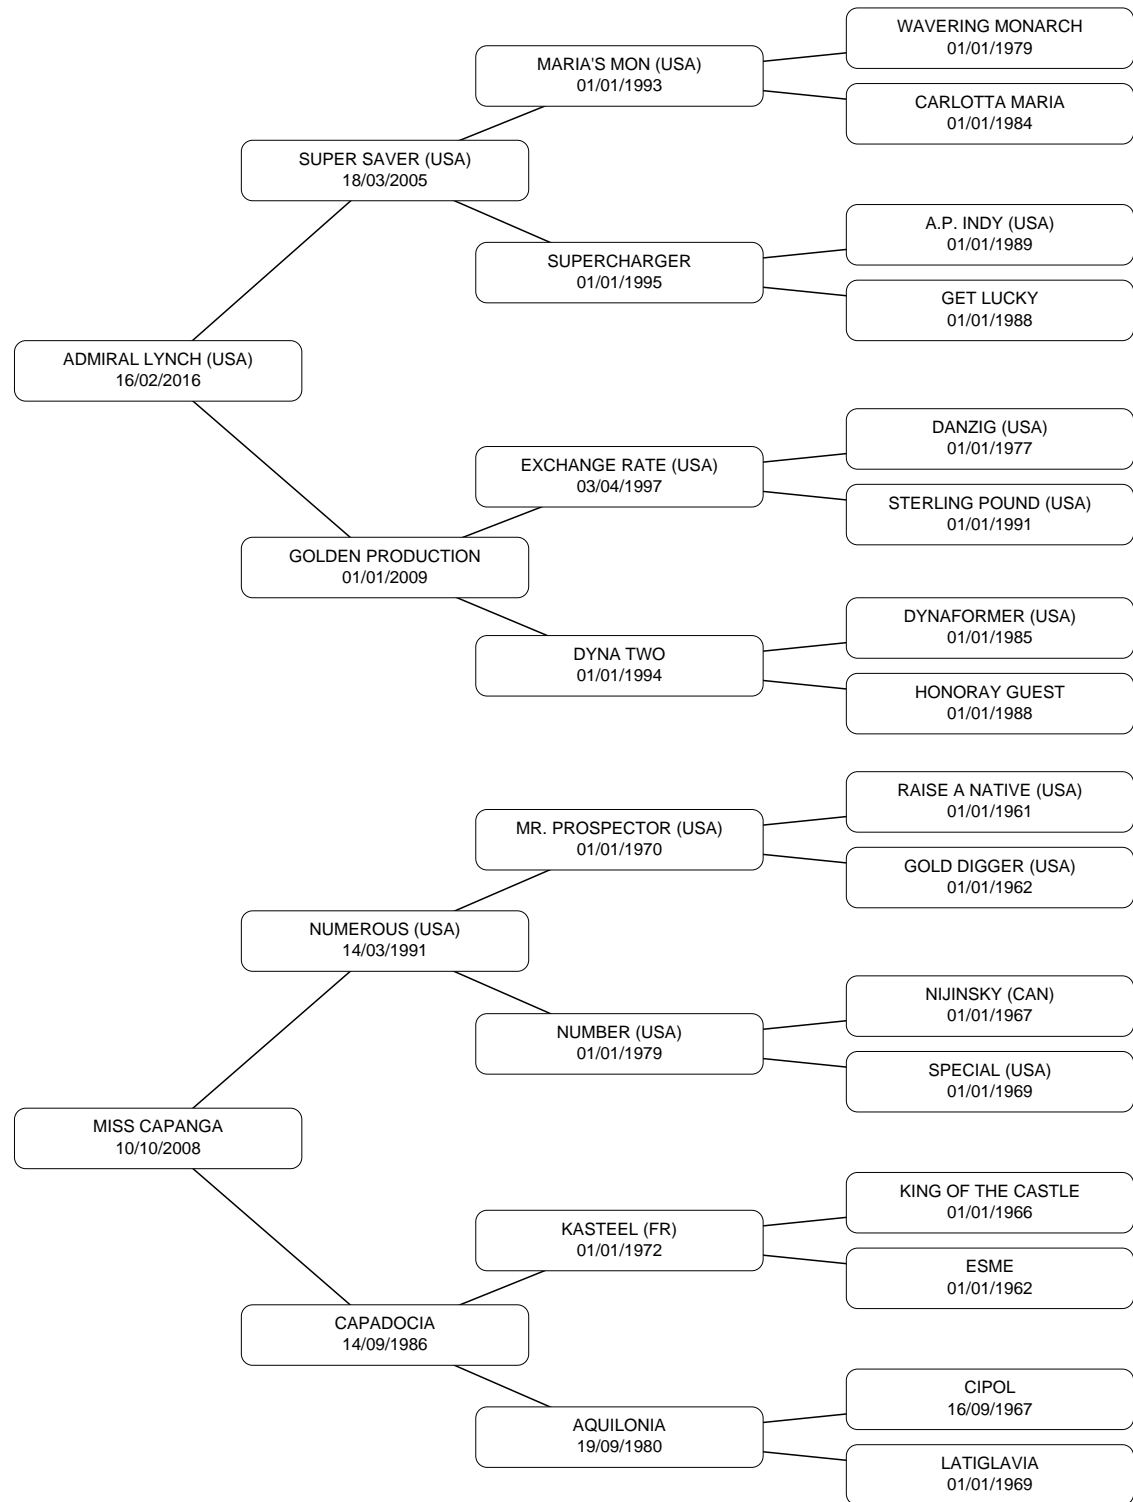 WAVERING MONARCH
01/01/1979
MARIA'S MON (USA)
01/01/1993
CARLOTTA MARIA
01/01/1984
SUPER SAVER (USA)
18/03/2005
A.P. INDY (USA)
01/01/1989
SUPERCHARGER
01/01/1995
GET LUCKY
01/01/1988
ADMIRAL LYNCH (USA)
16/02/2016
DANZIG (USA)
01/01/1977
EXCHANGE RATE (USA)
03/04/1997
STERLING POUND (USA)
01/01/1991
GOLDEN PRODUCTION
01/01/2009
DYNAFORMER (USA)
01/01/1985
DYNA TWO
01/01/1994
HONORAY GUEST
01/01/1988
RAISE A NATIVE (USA)
01/01/1961
MR. PROSPECTOR (USA)
01/01/1970
GOLD DIGGER (USA)
01/01/1962
NUMEROUS (USA)
14/03/1991
NIJINSKY (CAN)
01/01/1967
NUMBER (USA)
01/01/1979
SPECIAL (USA)
01/01/1969
MISS CAPANGA
10/10/2008
KING OF THE CASTLE
01/01/1966
KASTEEL (FR)
01/01/1972
ESME
01/01/1962
CAPADOCIA
14/09/1986
CIPOL
16/09/1967
AQUILONIA
19/09/1980
LATIGLAVIA
01/01/1969